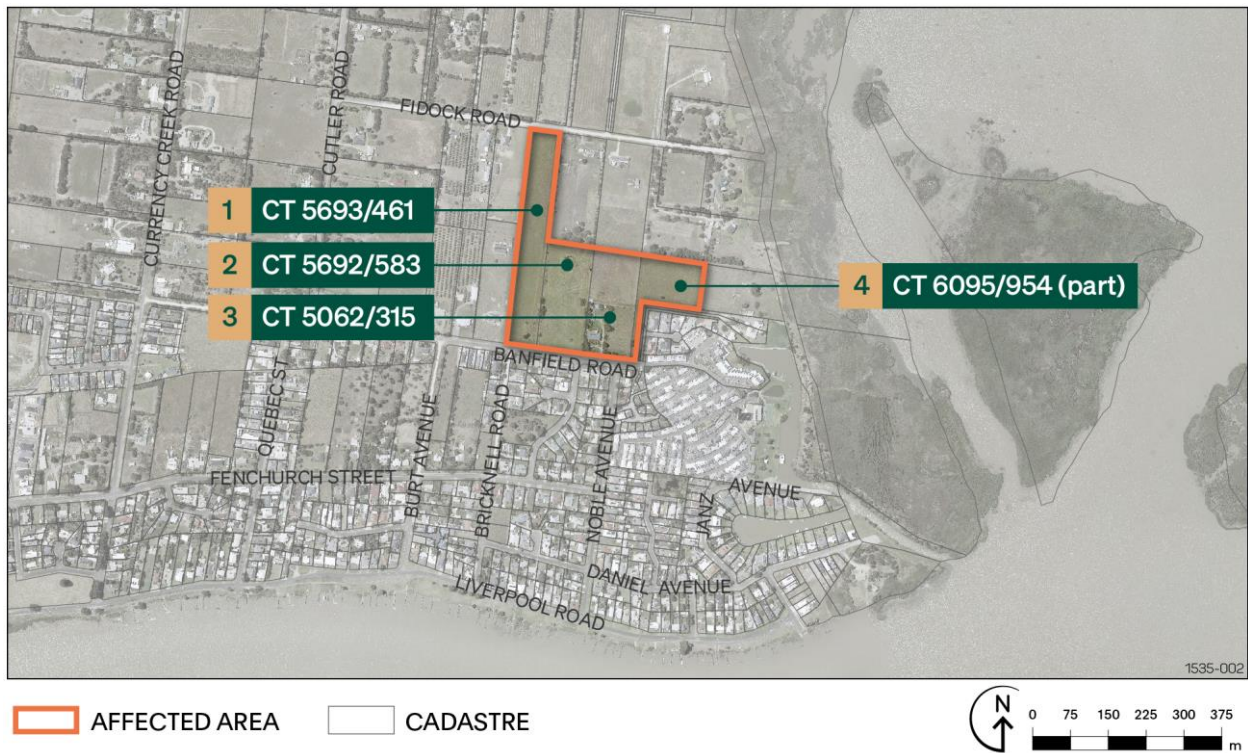 FIDOCK ROAD
CURRENCY CREEK ROAD
CUTLER ROAD
1 CT 5693/461
2 CT 5692/583
3 CT 5062/315
4 CT 6095/954 (part)
BANFIELD ROAD
QUEBEC ST
BURT AVENUE
BRICKNELL ROAD
NOBLE AVENUE
FENCHURCH STREET
JANZ
AVENUE
DANIEL AVENUE
LIVERPOOL ROAD
1535-002
AFFECTED AREA
CADASTRE
N
0 75 150 225 300 375
m